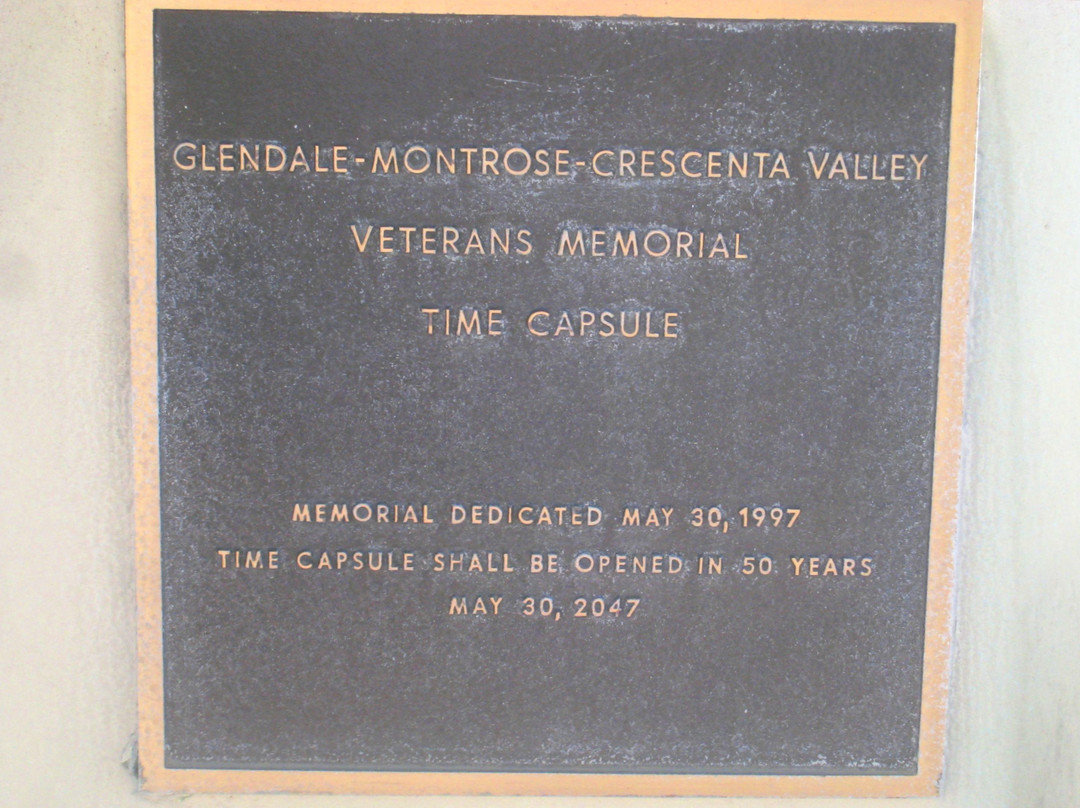 GLENDALE-MONTROSE-CRESCENTA VALLEY
VETERANS MEMORIAL
TIME CAPSULE
MEMORIAL DEDICATED MAY 30, 1997
TIME CAPSULE SHALL BE OPENED IN 50 YEARS
MAY 30, 2047